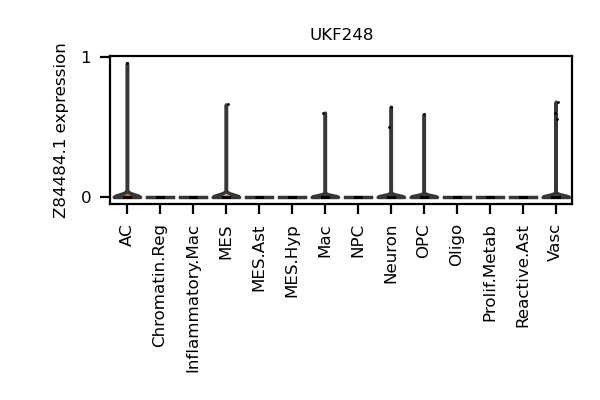 UKF248
Z84484.1 expression
1
0
AC
Chromatin.Reg
Inflammatory.Mac
MES
MES.Ast
MES.Hyp
Mac
NPC
Neuron
OPC
Oligo
Prolif.Metab
Reactive.Ast
Vasc